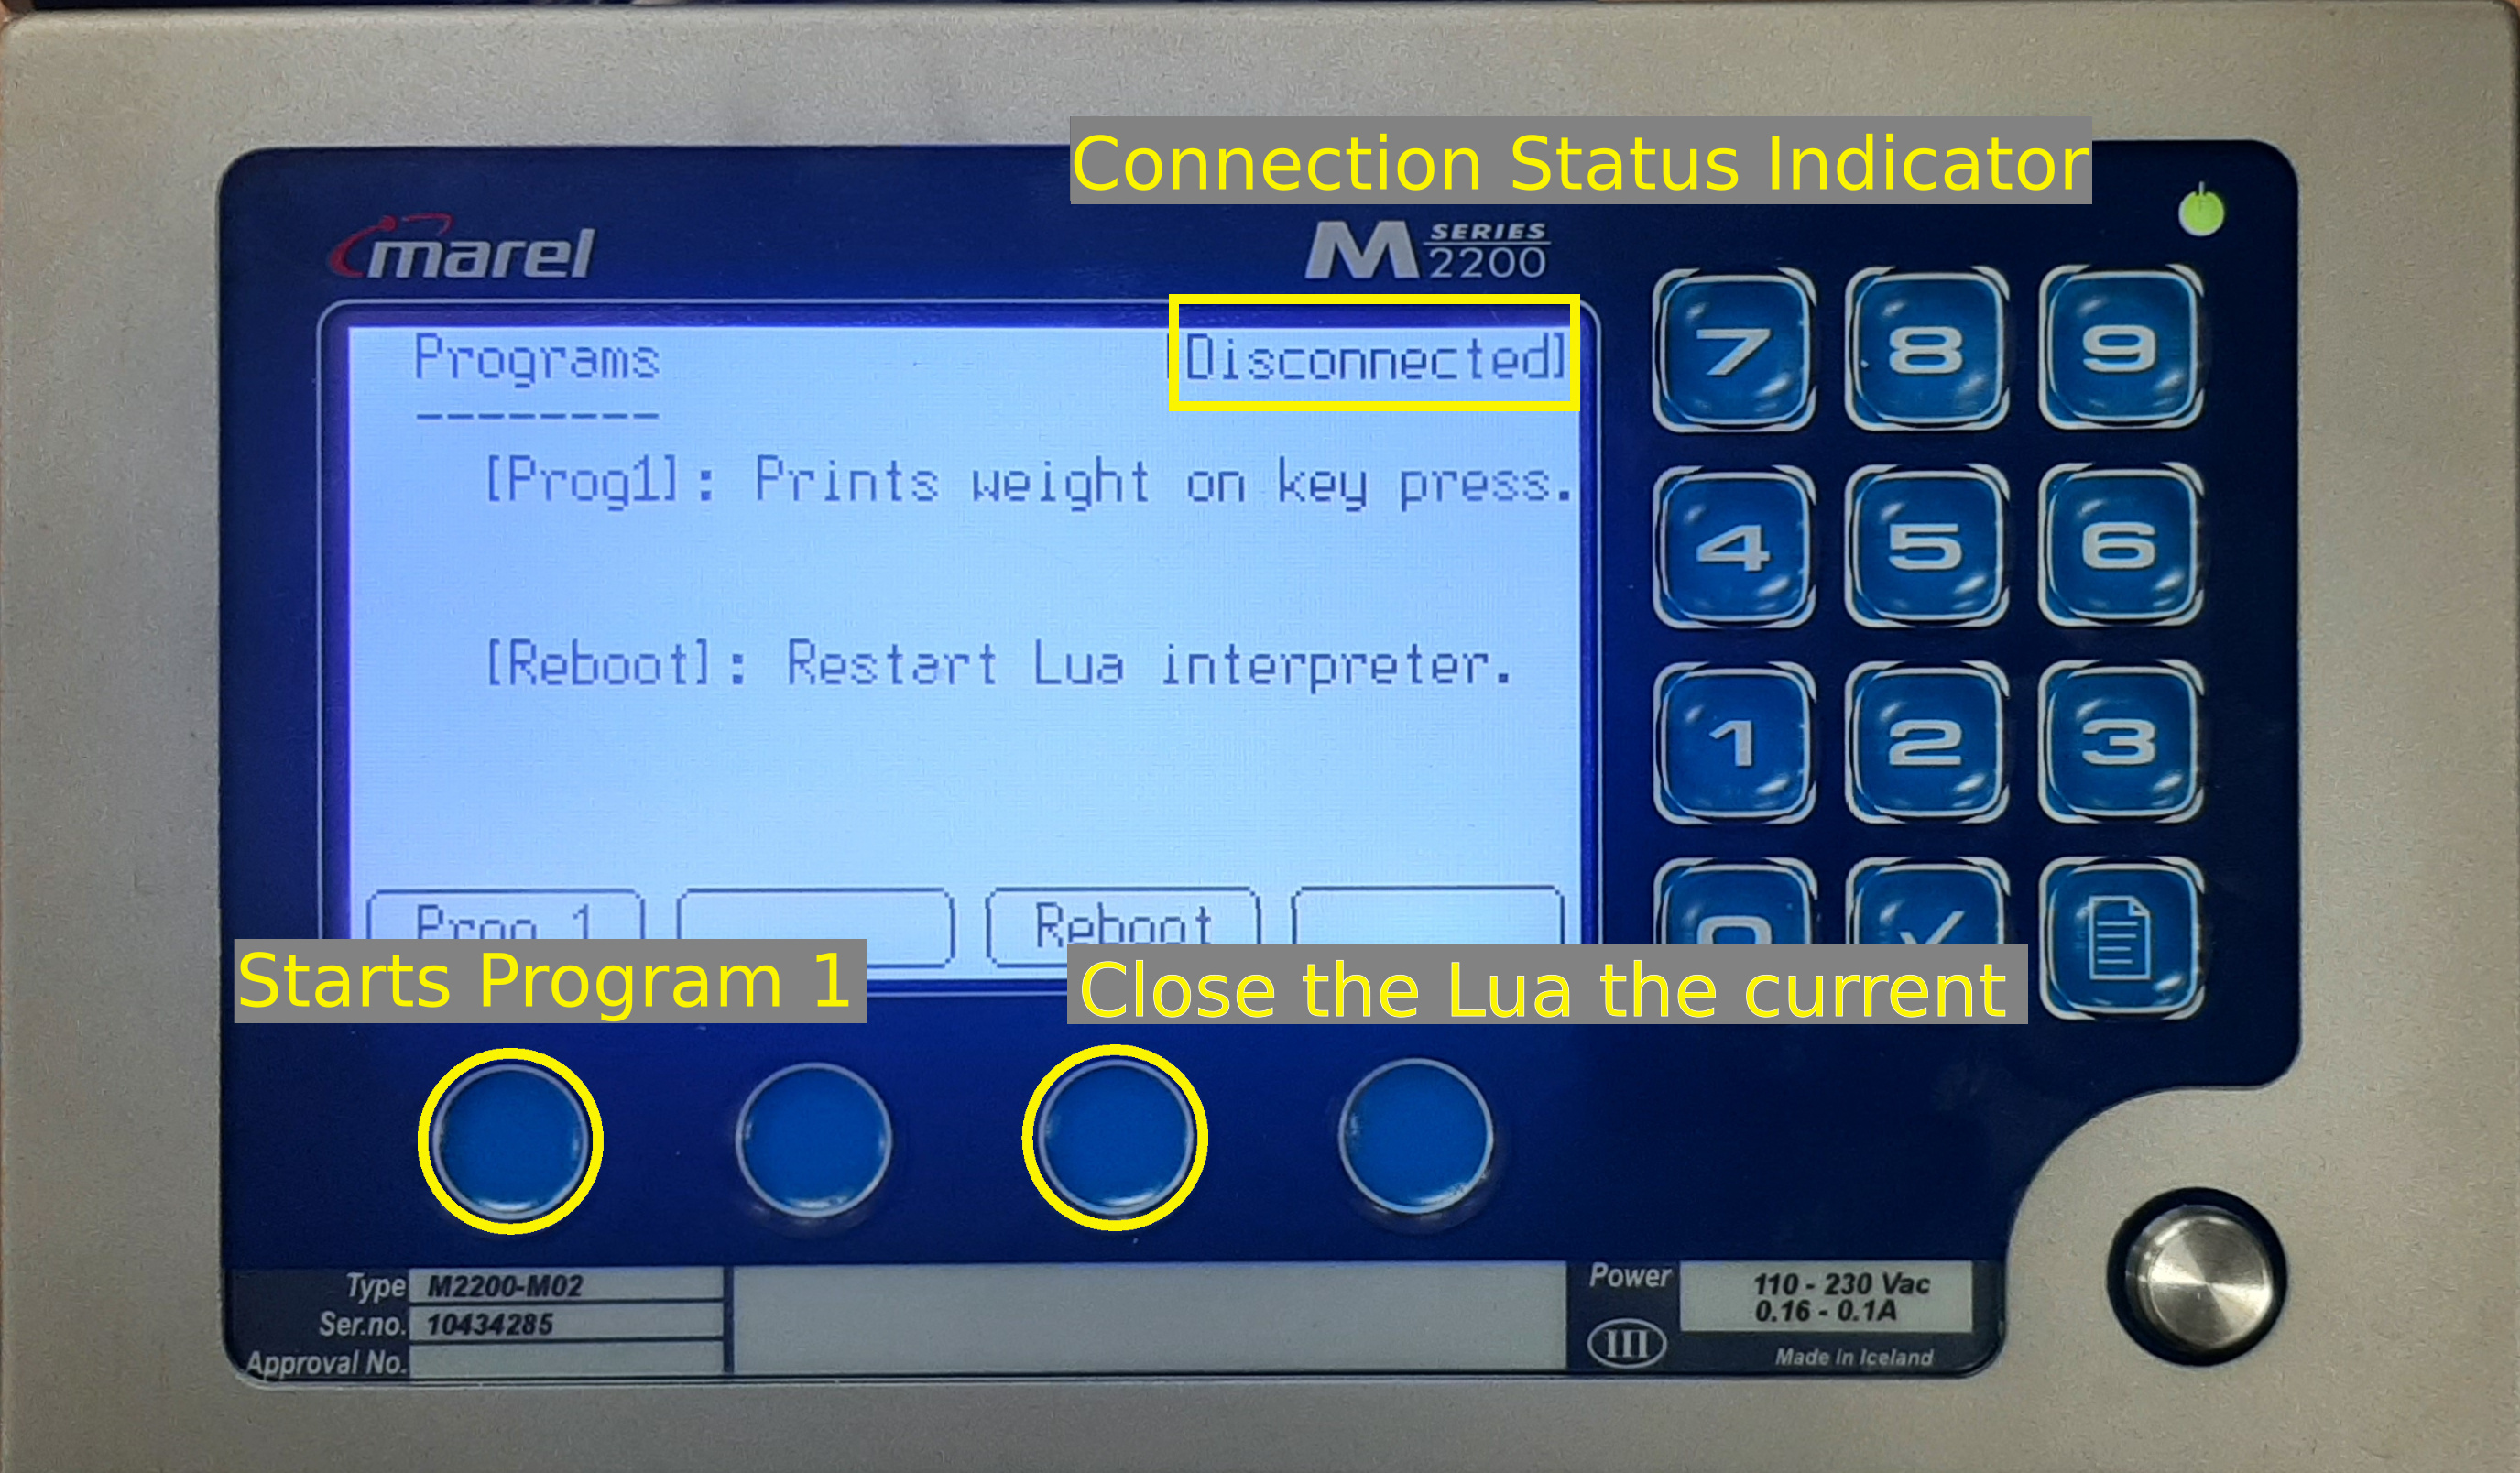 Connection Status Indicator
marel
M SERIES 2200
Programs [Disconnected]
--------
[Prog1]: Prints weight on key press.
[Reboot]: Restart Lua interpreter.
Prog 1 Reboot
7 8 9
4 5 6
1 2 3
0
Starts Program 1
Close the Lua the current
Type M2200-M02
Ser.no. 10434285
Approval No.
Power 110 - 230 Vac
0.16 - 0.1A
III
Made in Iceland